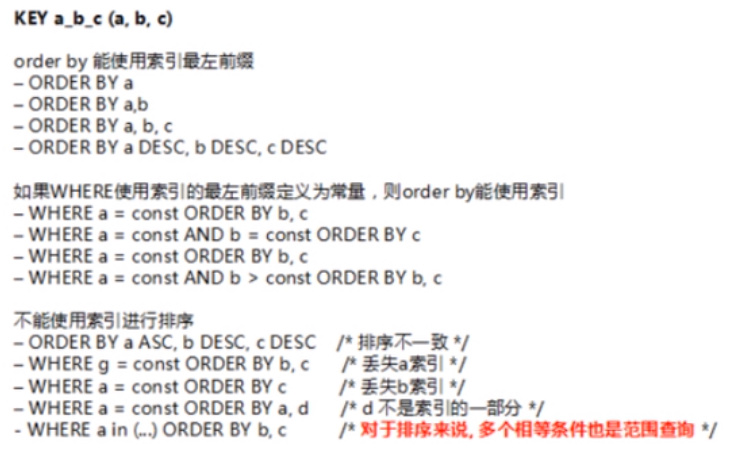 KEY a_b_c (a, b, c)
order by 能使用索引最左前缀
– ORDER BY a
– ORDER BY a,b
– ORDER BY a, b, c
– ORDER BY a DESC, b DESC, c DESC
如果WHERE使用索引的最左前缀定义为常量，则order by能使用索引
– WHERE a = const ORDER BY b, c
– WHERE a = const AND b = const ORDER BY c
– WHERE a = const ORDER BY b, c
– WHERE a = const AND b > const ORDER BY b, c
不能使用索引进行排序
– ORDER BY a ASC, b DESC, c DESC /* 排序不一致 */
– WHERE g = const ORDER BY b, c /* 丢失a索引 */
– WHERE a = const ORDER BY c /* 丢失b索引 */
– WHERE a = const ORDER BY a, d /* d 不是索引的一部分 */
- WHERE a in (...) ORDER BY b, c /* 对于排序来说, 多个相等条件也是范围查询 */